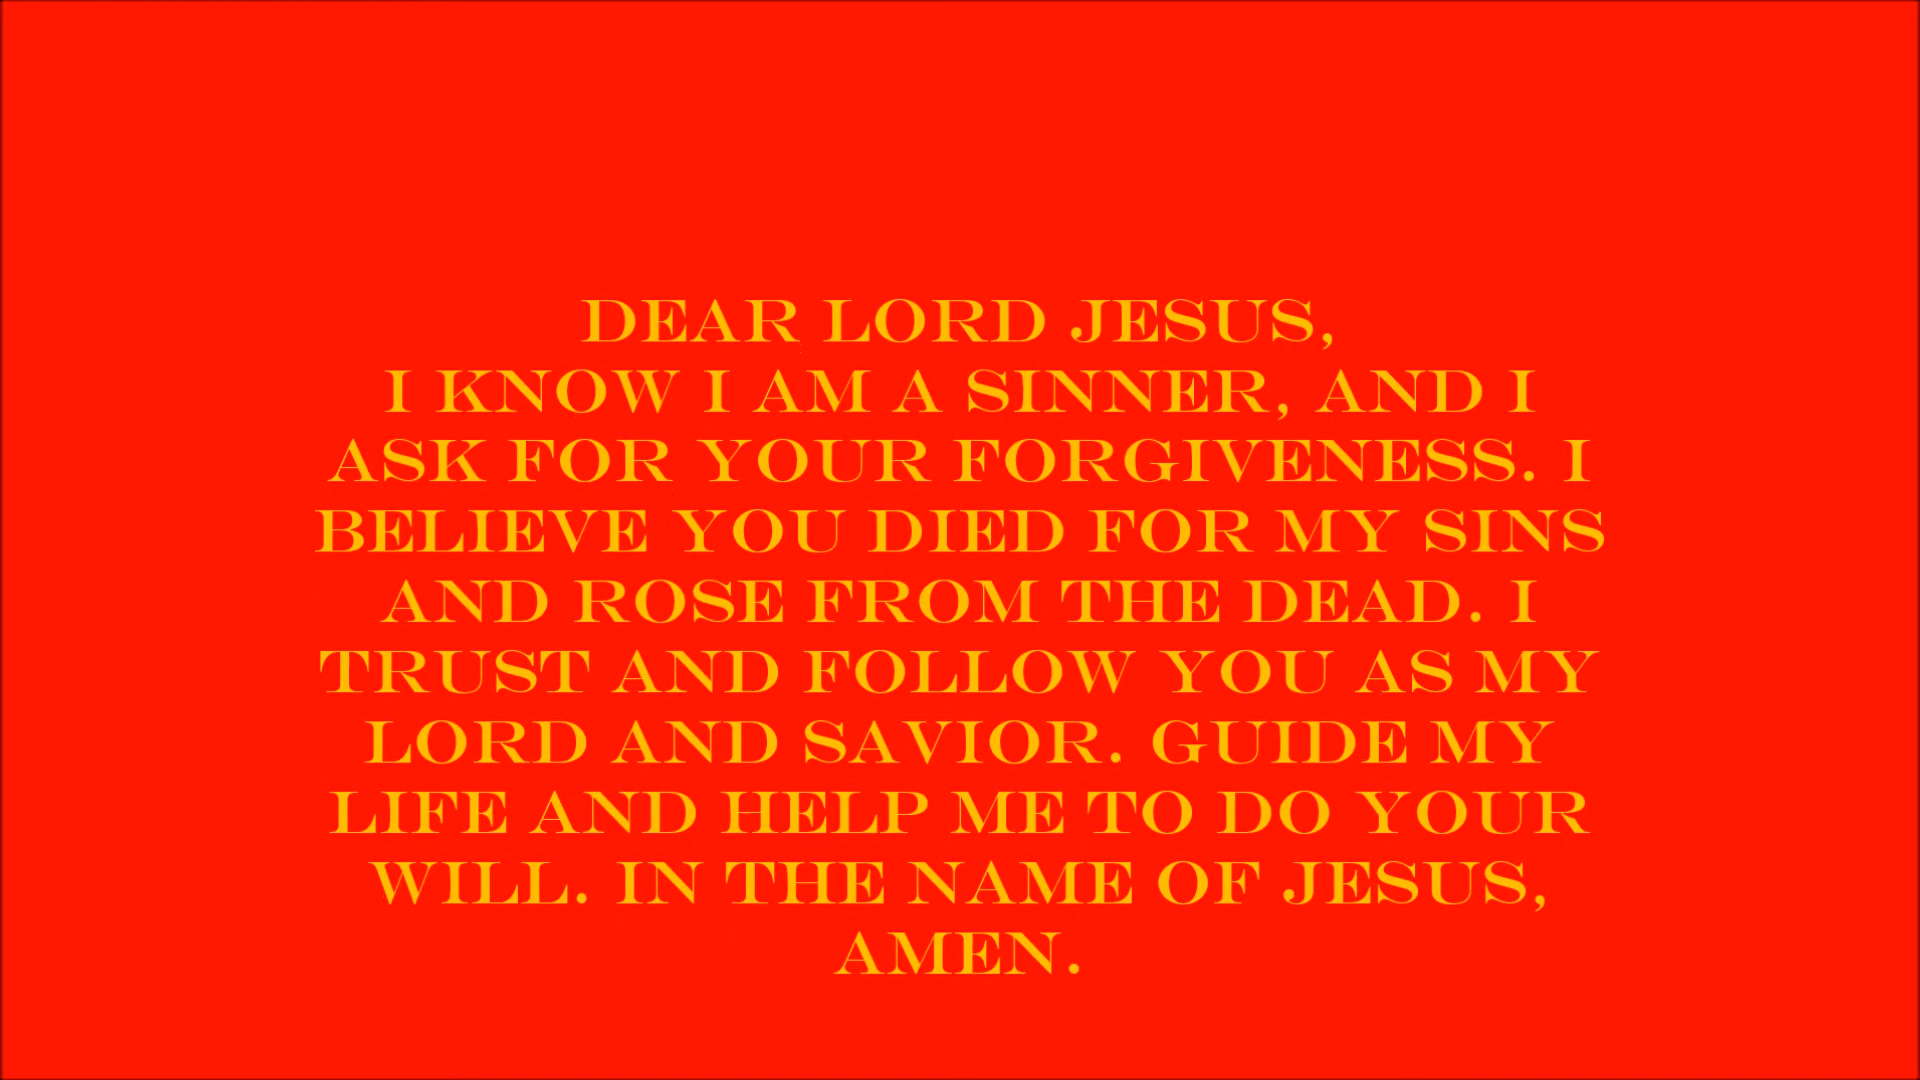 DEAR LORD JESUS,
I KNOW I AM A SINNER, AND I
ASK FOR YOUR FORGIVENESS. I
BELIEVE YOU DIED FOR MY SINS
AND ROSE FROM THE DEAD. I
TRUST AND FOLLOW YOU AS MY
LORD AND SAVIOR. GUIDE MY
LIFE AND HELP ME TO DO YOUR
WILL. IN THE NAME OF JESUS,
AMEN.